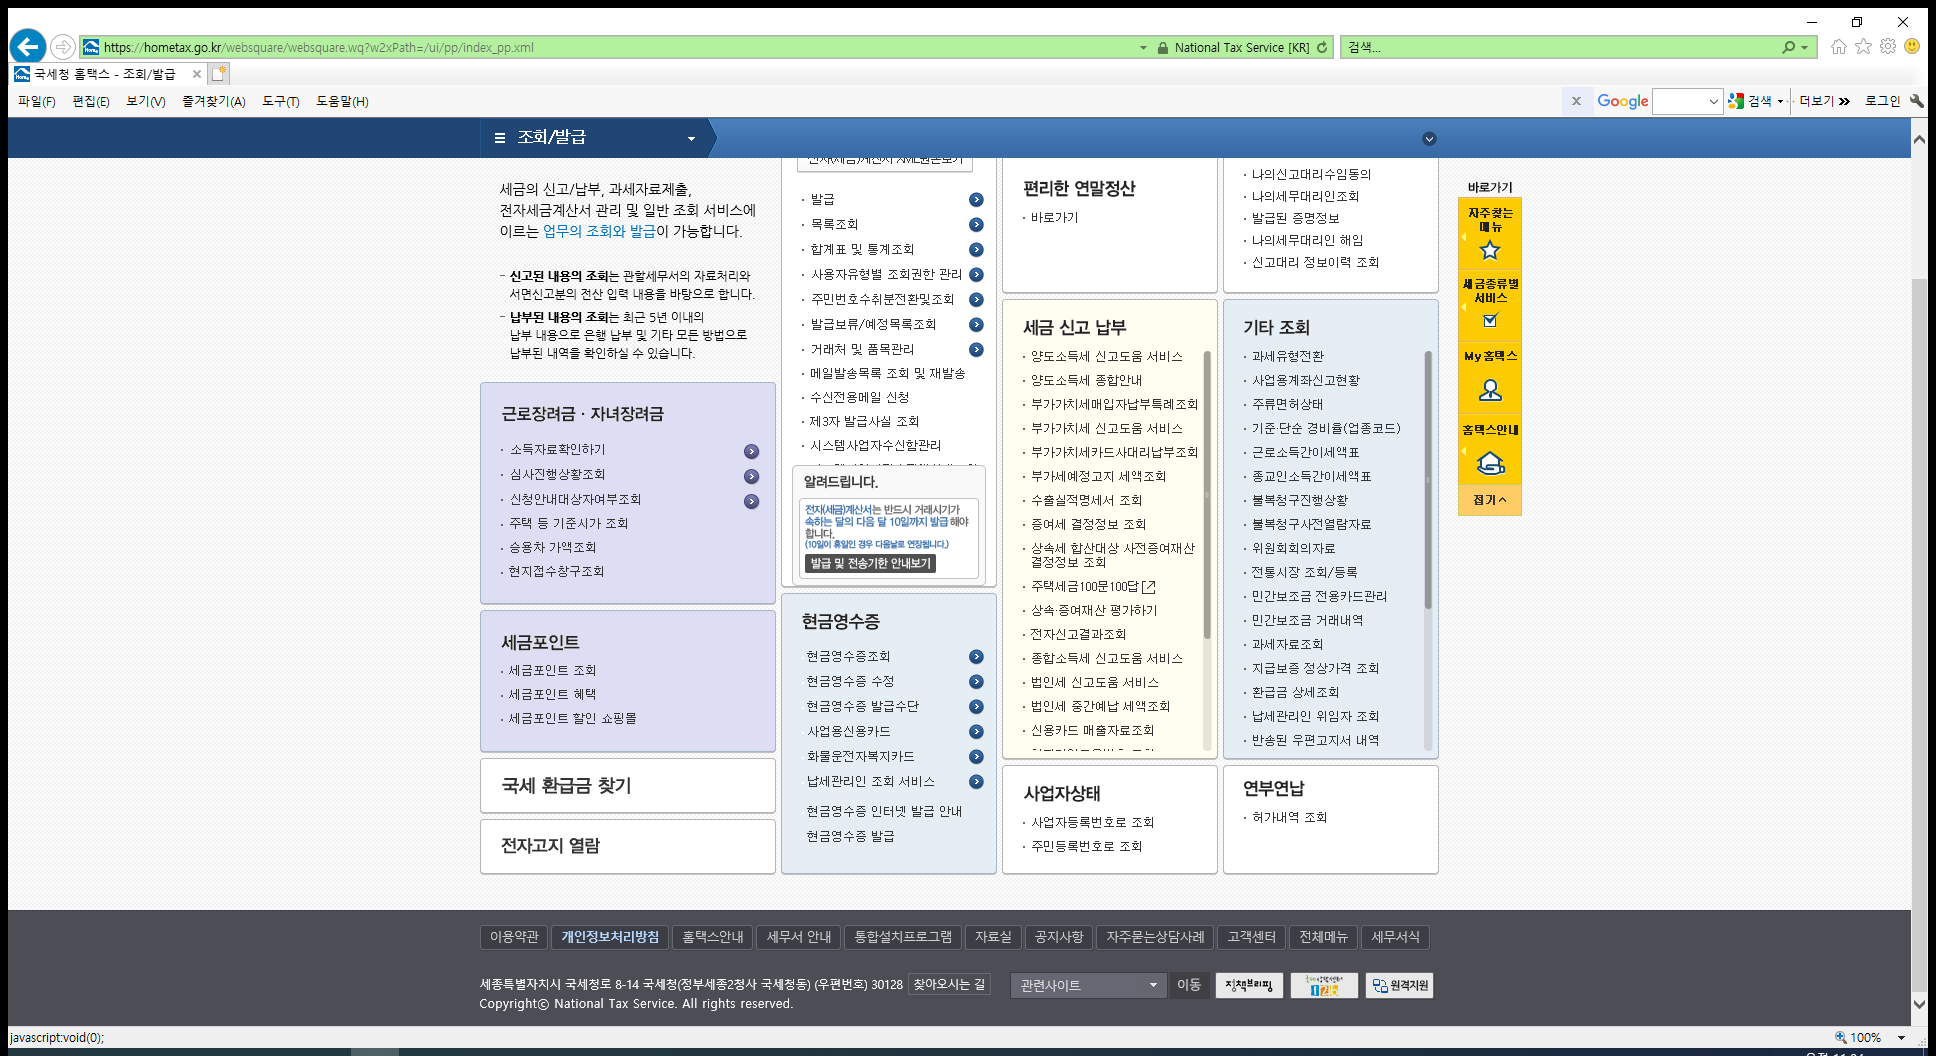 https://hometax.go.kr/websquare/websquare.wq?w2xPath=/ui/pp/index_pp.xml
National Tax Service [KR]
검색...
국세청 홈택스 - 조회/발급
파일(F) 편집(E) 보기(V) 즐겨찾기(A) 도구(T) 도움말(H)
x Google 검색 더보기 로그인
조회/발급
세금의 신고/납부, 과세자료제출,
전자세금계산서 관리 및 일반 조회 서비스에
이르는 업무의 조회와 발급이 가능합니다.
- 신고된 내용의 조회는 관할세무서의 자료처리와
서면신고분의 전산 입력 내용을 바탕으로 합니다.
- 납부된 내용의 조회는 최근 5년 이내의
납부 내용으로 은행 납부 및 기타 모든 방법으로
납부된 내역을 확인하실 수 있습니다.
근로장려금 · 자녀장려금
· 소득자료확인하기
· 심사진행상황조회
· 신청안내대상자여부조회
· 주택 등 기준시가 조회
· 승용차 가액조회
· 현지접수창구조회
세금포인트
· 세금포인트 조회
· 세금포인트 혜택
· 세금포인트 할인 쇼핑몰
국세 환급금 찾기
전자고지 열람
전자(세금)계산서 XML원본보기
· 발급
· 목록조회
· 합계표 및 통계조회
· 사용자유형별 조회권한 관리
· 주민번호수취분전환및조회
· 발급보류/예정목록조회
· 거래처 및 품목관리
· 메일발송목록 조회 및 재발송
· 수신전용메일 신청
· 제3자 발급사실 조회
· 시스템사업자수신함관리
알려드립니다.
전자(세금)계산서는 반드시 거래시기가
속하는 달의 다음 달 10일까지 발급해야
합니다.
(10일이 휴일인 경우 다음날로 연장됩니다.)
발급 및 전송기한 안내보기
현금영수증
현금영수증조회
현금영수증 수정
현금영수증 발급수단
사업용신용카드
화물운전자복지카드
납세관리인 조회 서비스
현금영수증 인터넷 발급 안내
현금영수증 발급
편리한 연말정산
· 바로가기
세금 신고 납부
· 양도소득세 신고도움 서비스
· 양도소득세 종합안내
· 부가가치세매입자납부특례조회
· 부가가치세 신고도움 서비스
· 부가가치세카드사대리납부조회
· 부가세예정고지 세액조회
· 수출실적명세서 조회
· 증여세 결정정보 조회
· 상속세 합산대상 사전증여재산
결정정보 조회
· 주택세금100문100답
· 상속·증여재산 평가하기
· 전자신고결과조회
· 종합소득세 신고도움 서비스
· 법인세 신고도움 서비스
· 법인세 중간예납 세액조회
· 신용카드 매출자료조회
사업자상태
· 사업자등록번호로 조회
· 주민등록번호로 조회
· 나의신고대리수임동의
· 나의세무대리인조회
· 발급된 증명정보
· 나의세무대리인 해임
· 신고대리 정보이력 조회
기타 조회
· 과세유형전환
· 사업용계좌신고현황
· 주류면허상태
· 기준·단순 경비율(업종코드)
· 근로소득간이세액표
· 종교인소득간이세액표
· 불복청구진행상황
· 불복청구사전열람자료
· 위원회회의자료
· 전통시장 조회/등록
· 민간보조금 전용카드관리
· 민간보조금 거래내역
· 과세자료조회
· 지급보증 정상가격 조회
· 환급금 상세조회
· 납세관리인 위임자 조회
· 반송된 우편고지서 내역
연부연납
· 허가내역 조회
바로가기
자주찾는
메뉴
세금종류별
서비스
My홈택스
홈택스안내
접기
이용약관 개인정보처리방침 홈택스안내 세무서 안내 통합설치프로그램 자료실 공지사항 자주묻는상담사례 고객센터 전체메뉴 세무서식
세종특별자치시 국세청로 8-14 국세청(정부세종2청사 국세청동) (우편번호) 30128 찾아오시는 길
관련사이트 이동 정책브리핑 126 원격지원
Copyrightⓒ National Tax Service. All rights reserved.
javascript:void(0);
100%